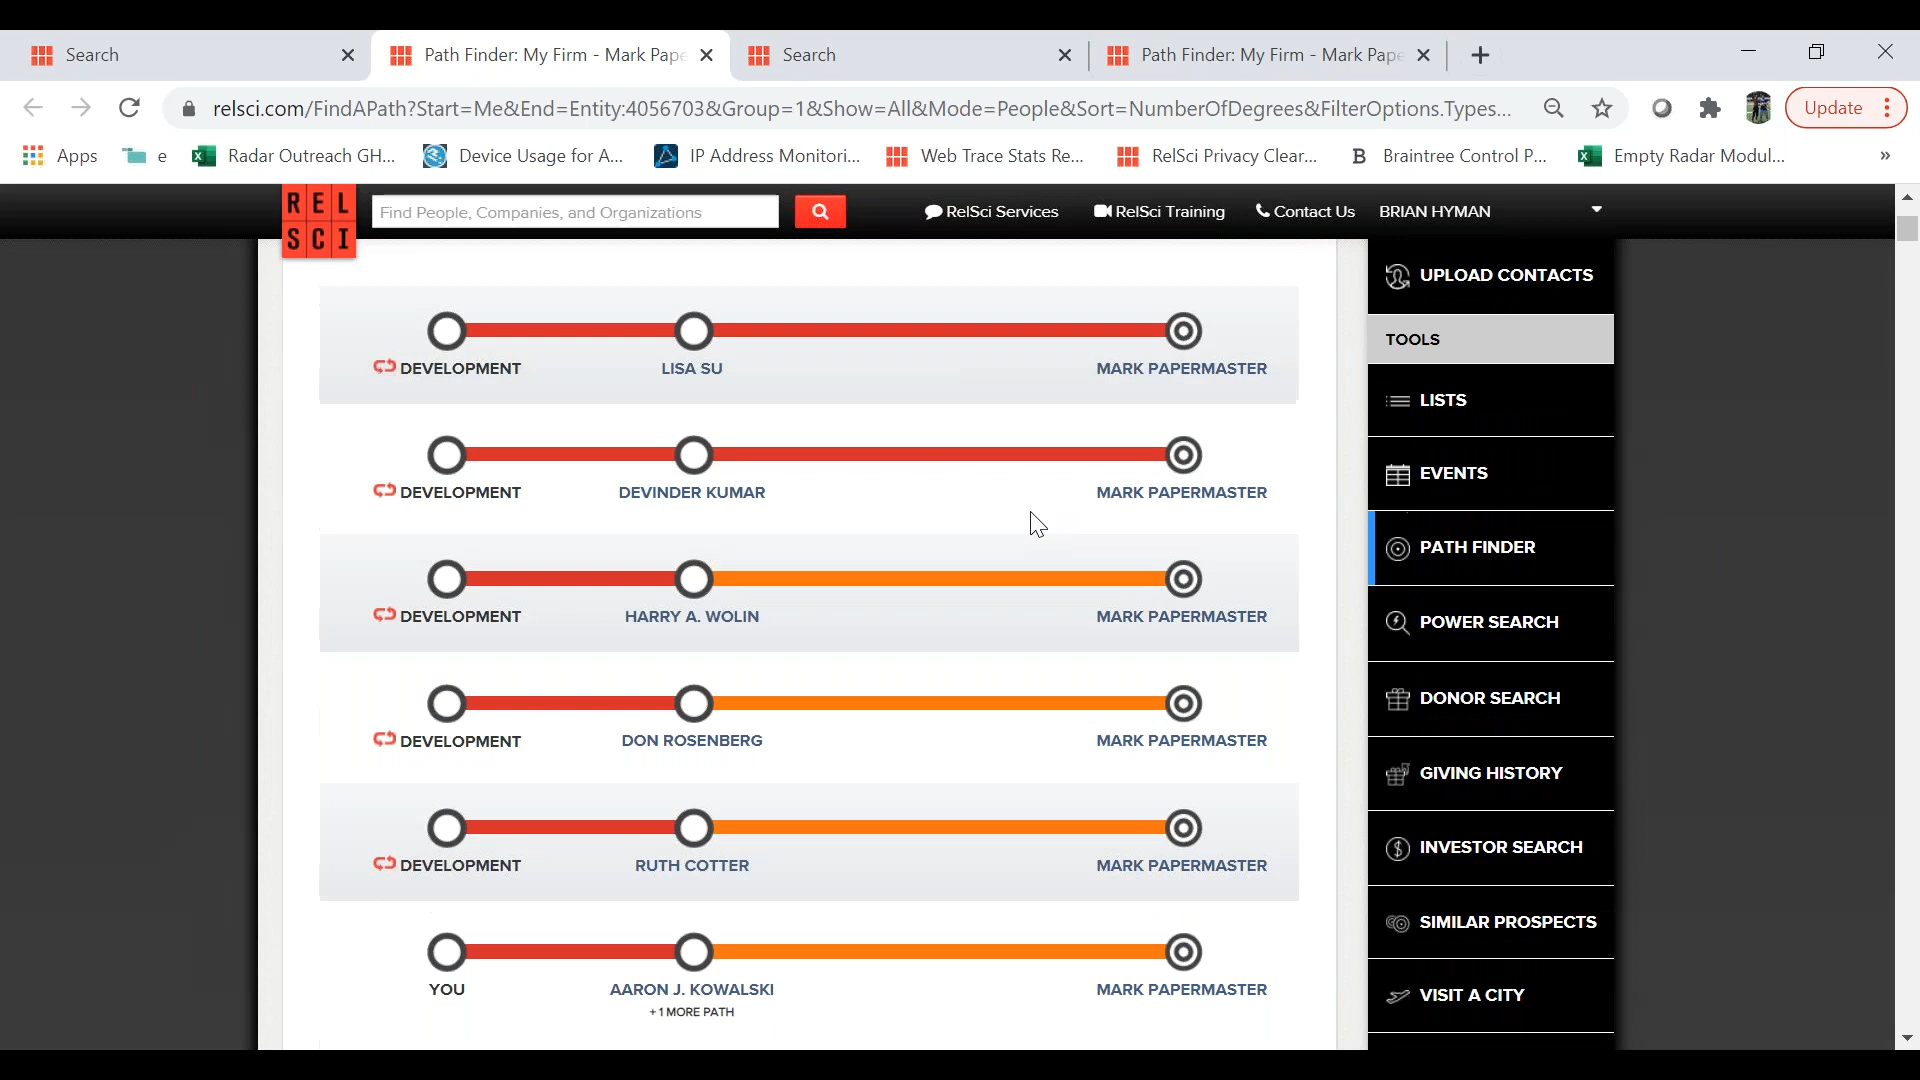 Search
Path Finder: My Firm - Mark Pape
Search
Path Finder: My Firm - Mark Pape
relsci.com/FindAPath?Start=Me&End=Entity:4056703&Group=1&Show=All&Mode=People&Sort=NumberOfDegrees&FilterOptions.Types...
Update
Apps
e
Radar Outreach GH...
Device Usage for A...
IP Address Monitori...
Web Trace Stats Re...
RelSci Privacy Clear...
B Braintree Control P...
Empty Radar Modul...
»
REL
SCI
Find People, Companies, and Organizations
RelSci Services
RelSci Training
Contact Us
BRIAN HYMAN
DEVELOPMENT
LISA SU
MARK PAPERMASTER
DEVELOPMENT
DEVINDER KUMAR
MARK PAPERMASTER
DEVELOPMENT
HARRY A. WOLIN
MARK PAPERMASTER
DEVELOPMENT
DON ROSENBERG
MARK PAPERMASTER
DEVELOPMENT
RUTH COTTER
MARK PAPERMASTER
YOU
AARON J. KOWALSKI
+ 1 MORE PATH
MARK PAPERMASTER
UPLOAD CONTACTS
TOOLS
LISTS
EVENTS
PATH FINDER
POWER SEARCH
DONOR SEARCH
GIVING HISTORY
INVESTOR SEARCH
SIMILAR PROSPECTS
VISIT A CITY